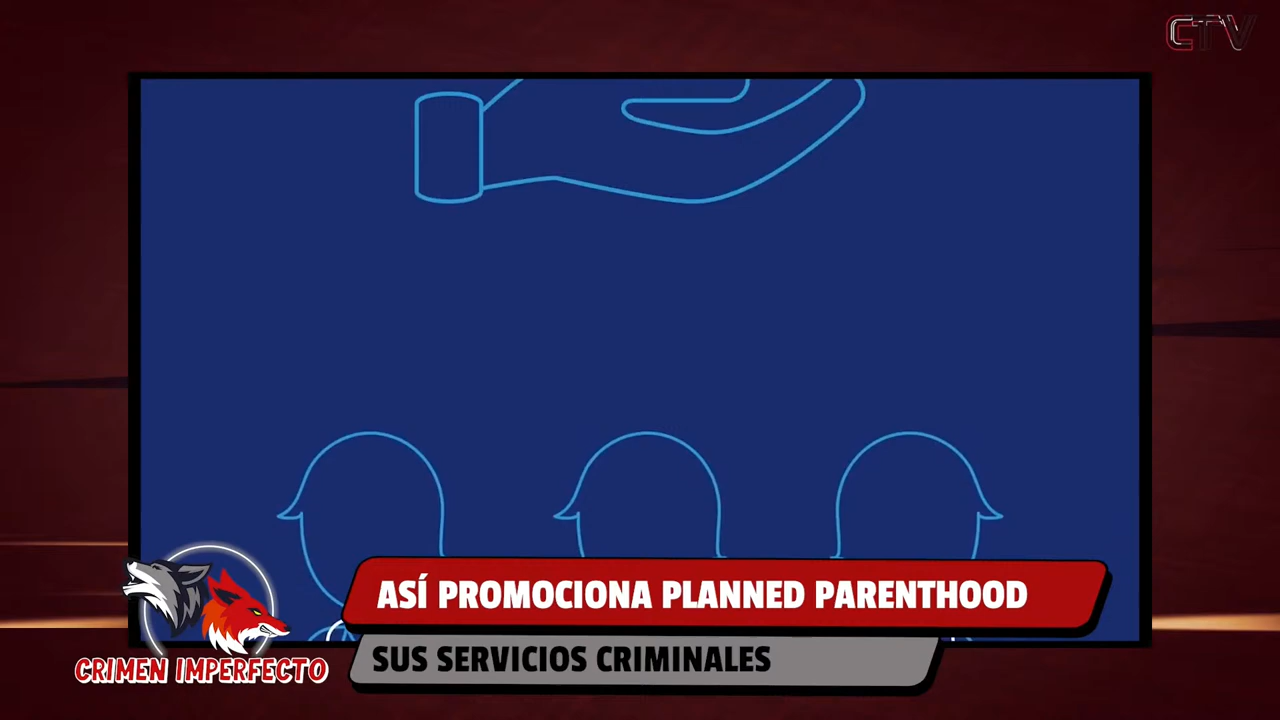 CTV
ASÍ PROMOCIONA PLANNED PARENTHOOD
SUS SERVICIOS CRIMINALES
CRIMEN IMPERFECTO